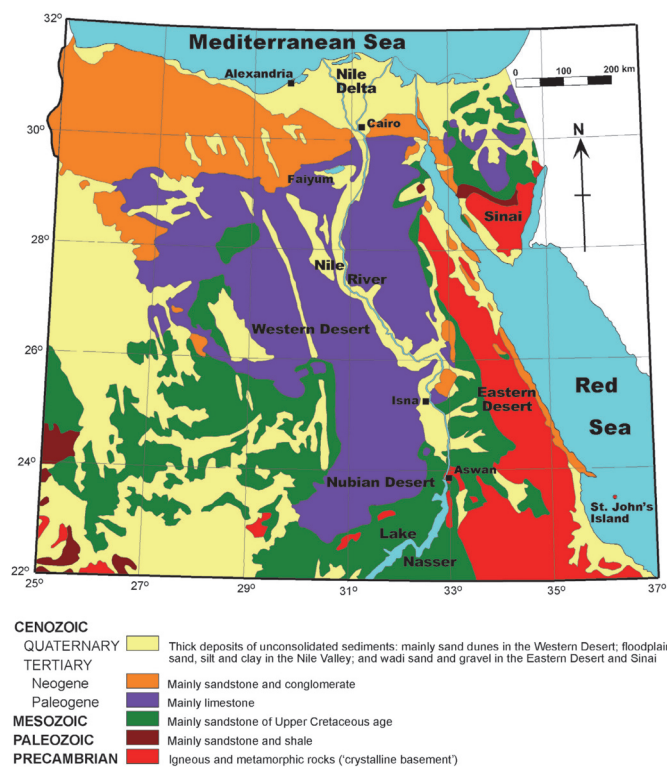 32°
Mediterranean Sea
Alexandria
Nile
Delta
0 100 200 km
30°
Cairo
N
Faiyum
Sinai
28°
Nile
River
Western Desert
26°
Isna
Eastern
Desert
Red
Sea
24°
Nubian Desert
Aswan
St. John's
Island
Lake
Nasser
22°
25° 27° 29° 31° 33° 35° 37°
CENOZOIC
QUATERNARY Thick deposits of unconsolidated sediments: mainly sand dunes in the Western Desert; floodplain
sand, silt and clay in the Nile Valley; and wadi sand and gravel in the Eastern Desert and Sinai
TERTIARY
Neogene Mainly sandstone and conglomerate
Paleogene Mainly limestone
MESOZOIC Mainly sandstone of Upper Cretaceous age
PALEOZOIC Mainly sandstone and shale
PRECAMBRIAN Igneous and metamorphic rocks ('crystalline basement')